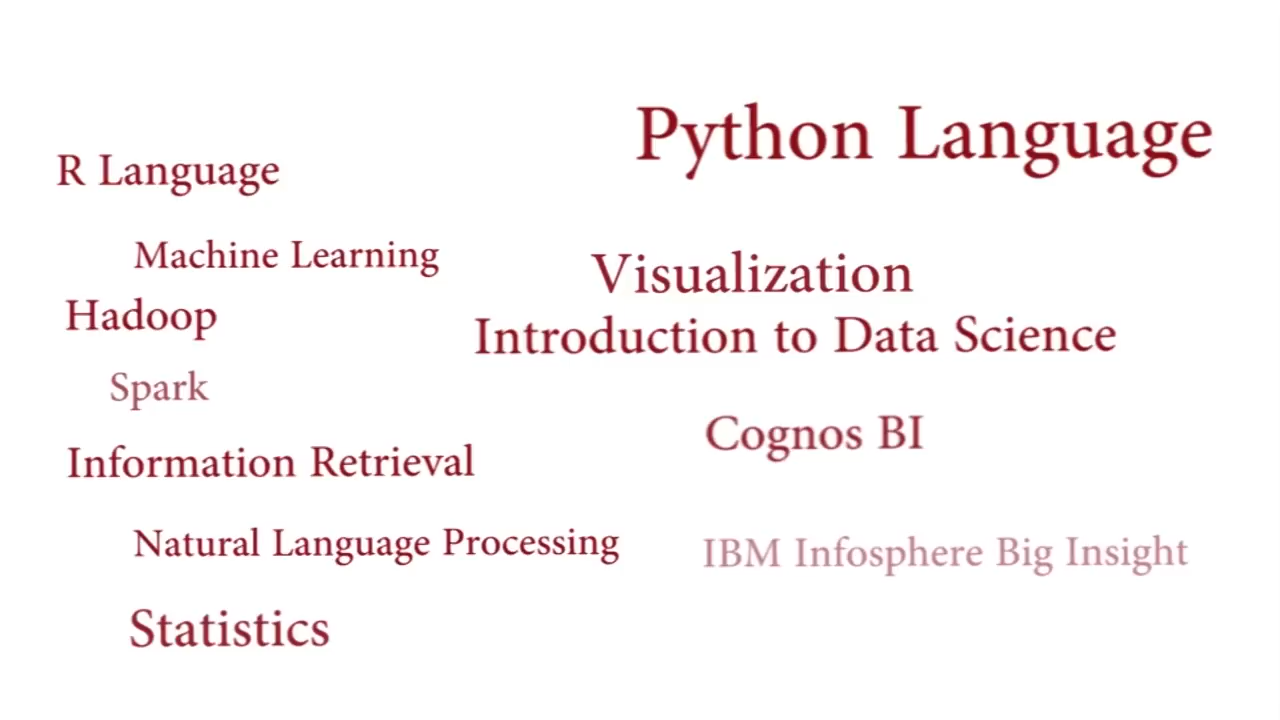 Python Language
R Language
Machine Learning
Visualization
Hadoop
Introduction to Data Science
Spark
Cognos BI
Information Retrieval
Natural Language Processing
IBM Infosphere Big Insight
Statistics